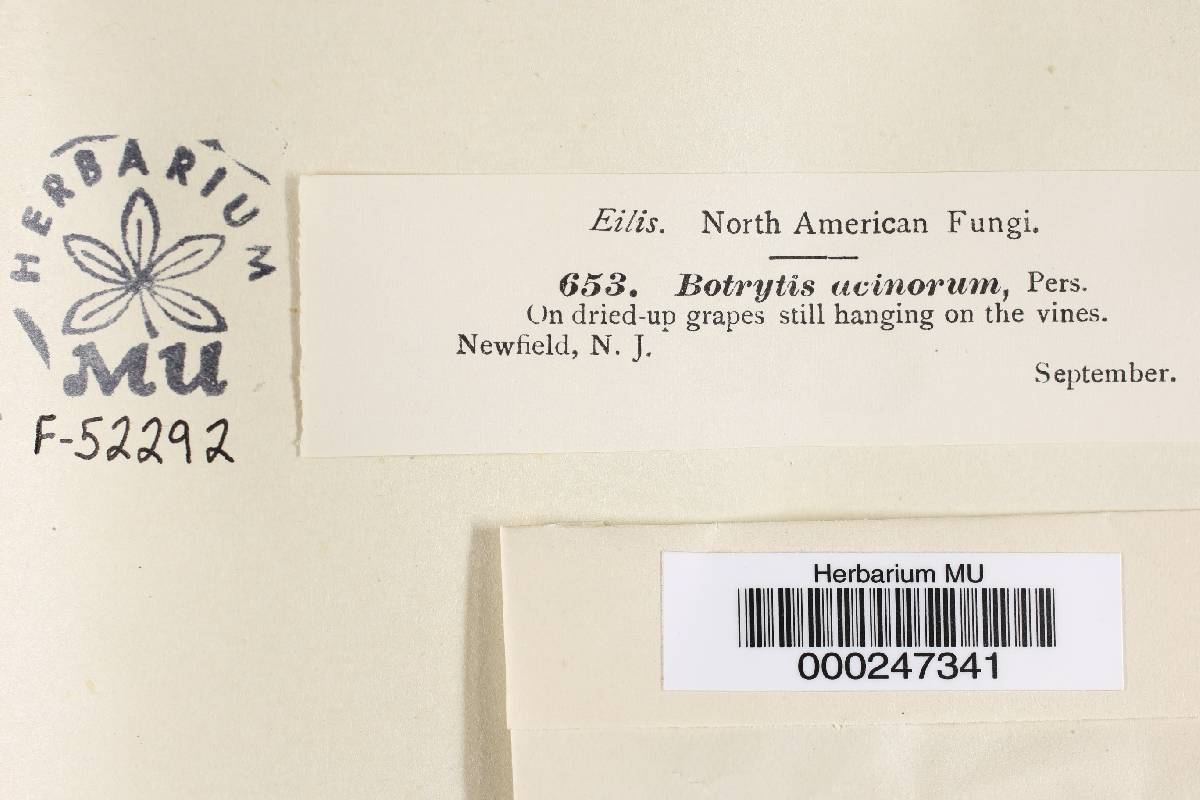 HERBARIUM
MU
F-52292
Eilis. North American Fungi.
653. Botrytis acinorum, Pers.
On dried-up grapes still hanging on the vines.
Newfield, N. J.
September.
Herbarium MU
000247341